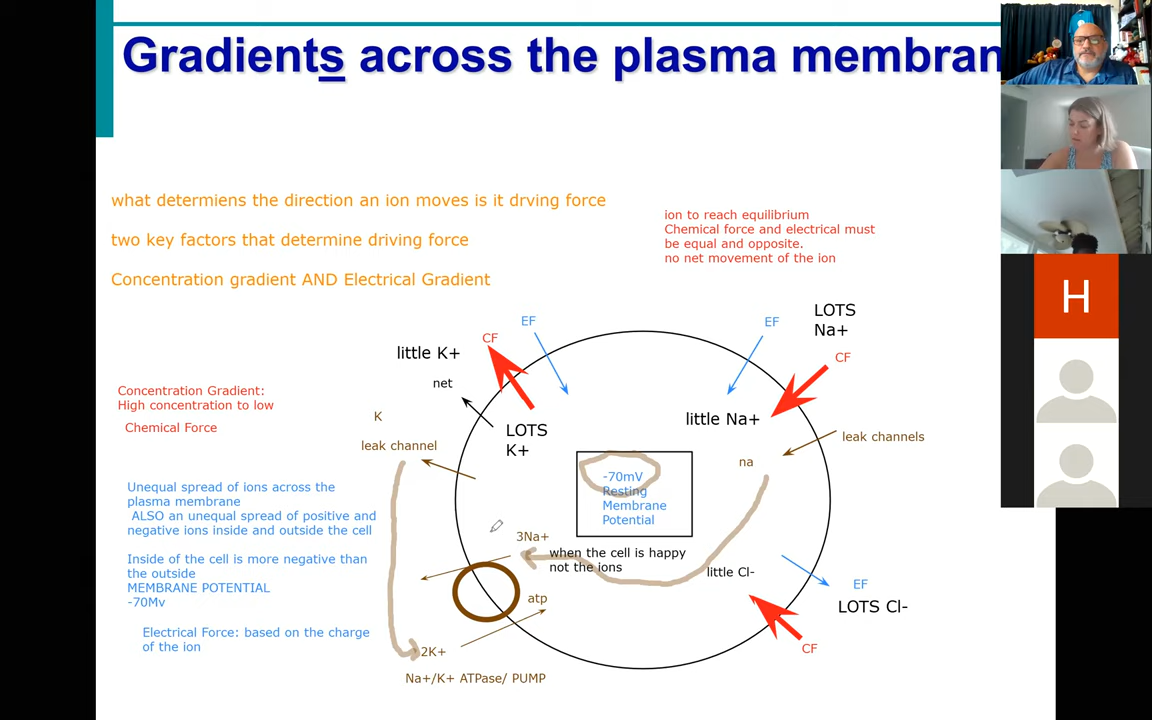 Gradients across the plasma membran
what determiens the direction an ion moves is it drving force
two key factors that determine driving force
Concentration gradient AND Electrical Gradient
ion to reach equilibrium
Chemical force and electrical must
be equal and opposite.
no net movement of the ion
EF
EF
LOTS
Na+
CF
little K+
CF
net
Concentration Gradient:
High concentration to low
Chemical Force
K
leak channel
LOTS
K+
little Na+
leak channels
na
H
-70mV
Resting
Membrane
Potential
Unequal spread of ions across the
plasma membrane
ALSO an unequal spread of positive and
negative ions inside and outside the cell
Inside of the cell is more negative than
the outside
MEMBRANE POTENTIAL
-70Mv
Electrical Force: based on the charge
of the ion
3Na+
when the cell is happy
not the ions
little Cl-
EF
LOTS Cl-
atp
CF
2K+
Na+/K+ ATPase/ PUMP